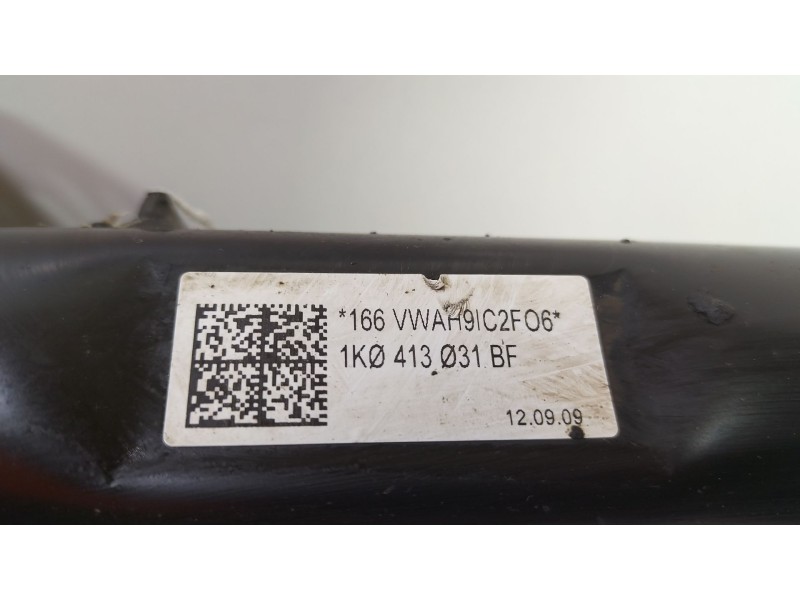 *166 VWAH9IC2FO6*
1KØ 413 Ø31 BF
12.09.09